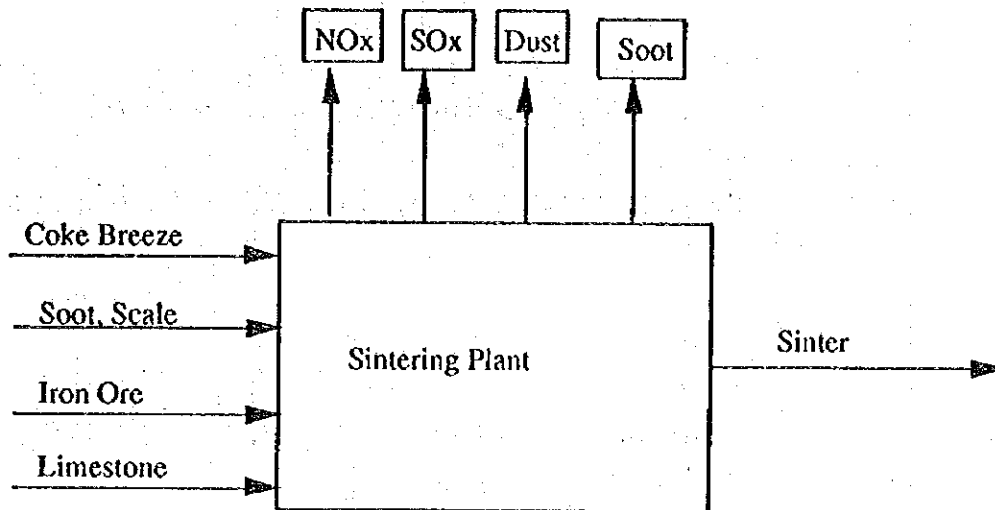 NOx SOx Dust Soot
Coke Breeze
Soot, Scale
Sintering Plant
Sinter
Iron Ore
Limestone